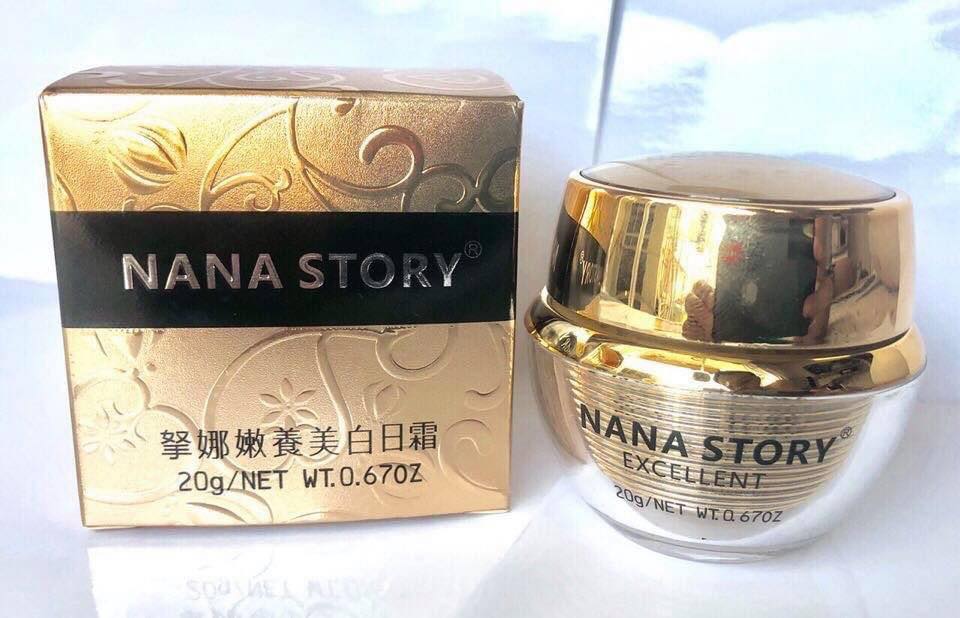 NANA STORY®
拏娜嫩養美白日霜
20g/NET WT.0.67OZ
NANA STORY®
EXCELLENT
20g/NET WT.0.67OZ